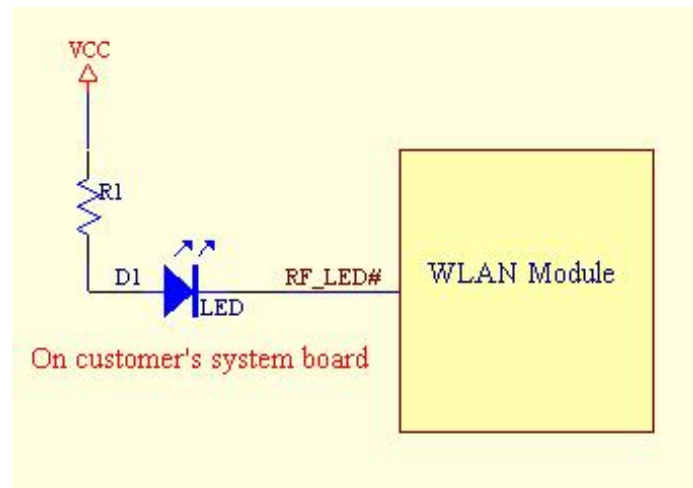 VCC
R1
D1
LED
RF_LED#
WLAN Module
On customer's system board